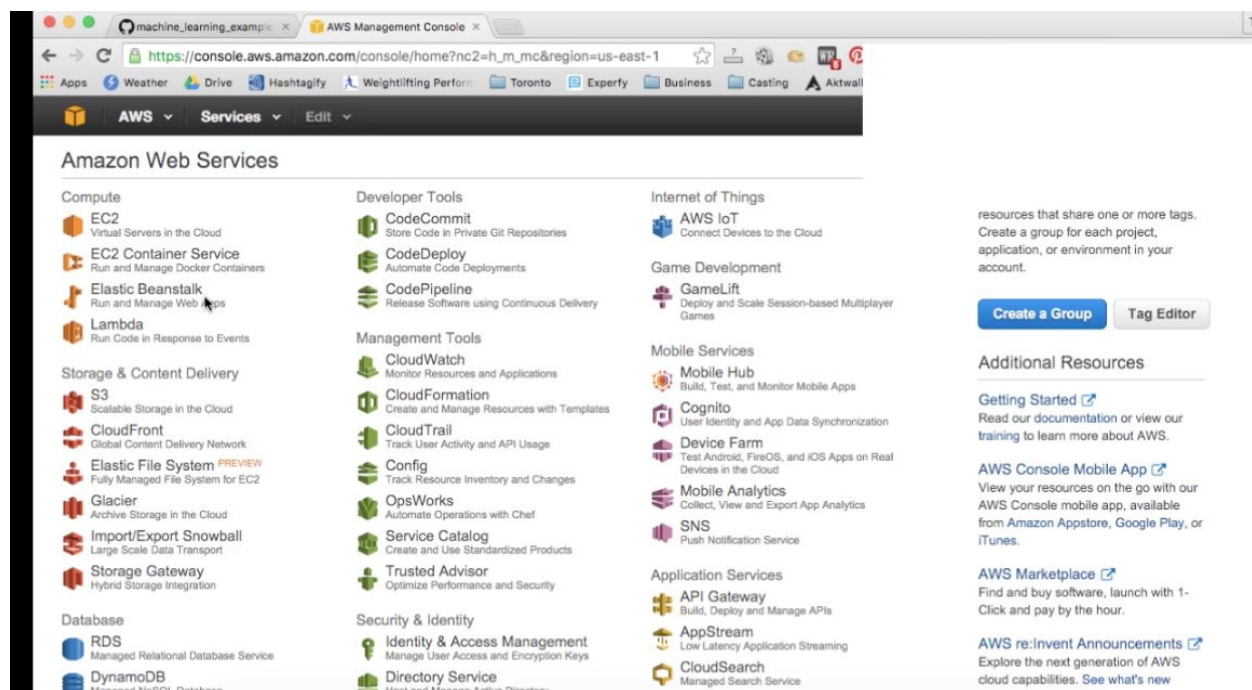 machine_learning_example
AWS Management Console
https://console.aws.amazon.com/console/home?nc2=h_m_mc&region=us-east-1
Apps Weather Drive Hashtagify Weightlifting Perform Toronto Experfy Business Casting Aktwall
AWS Services Edit
Amazon Web Services
Compute
EC2
Virtual Servers in the Cloud
EC2 Container Service
Run and Manage Docker Containers
Elastic Beanstalk
Run and Manage Web Apps
Lambda
Run Code in Response to Events
Storage & Content Delivery
S3
Scalable Storage in the Cloud
CloudFront
Global Content Delivery Network
Elastic File System PREVIEW
Fully Managed File System for EC2
Glacier
Archive Storage in the Cloud
Import/Export Snowball
Large Scale Data Transport
Storage Gateway
Hybrid Storage Integration
Database
RDS
Managed Relational Database Service
DynamoDB
Managed NoSQL Database
Developer Tools
CodeCommit
Store Code in Private Git Repositories
CodeDeploy
Automate Code Deployments
CodePipeline
Release Software using Continuous Delivery
Management Tools
CloudWatch
Monitor Resources and Applications
CloudFormation
Create and Manage Resources with Templates
CloudTrail
Track User Activity and API Usage
Config
Track Resource Inventory and Changes
OpsWorks
Automate Operations with Chef
Service Catalog
Create and Use Standardized Products
Trusted Advisor
Optimize Performance and Security
Security & Identity
Identity & Access Management
Manage User Access and Encryption Keys
Directory Service
Host and Manage Active Directory
Internet of Things
AWS IoT
Connect Devices to the Cloud
Game Development
GameLift
Deploy and Scale Session-based Multiplayer
Games
Mobile Services
Mobile Hub
Build, Test, and Monitor Mobile Apps
Cognito
User Identity and App Data Synchronization
Device Farm
Test Android, FireOS, and iOS Apps on Real
Devices in the Cloud
Mobile Analytics
Collect, View and Export App Analytics
SNS
Push Notification Service
Application Services
API Gateway
Build, Deploy and Manage APIs
AppStream
Low Latency Application Streaming
CloudSearch
Managed Search Service
resources that share one or more tags.
Create a group for each project,
application, or environment in your
account.
Create a Group Tag Editor
Additional Resources
Getting Started
Read our documentation or view our
training to learn more about AWS.
AWS Console Mobile App
View your resources on the go with our
AWS Console mobile app, available
from Amazon Appstore, Google Play, or
iTunes.
AWS Marketplace
Find and buy software, launch with 1-
Click and pay by the hour.
AWS re:Invent Announcements
Explore the next generation of AWS
cloud capabilities. See what's new